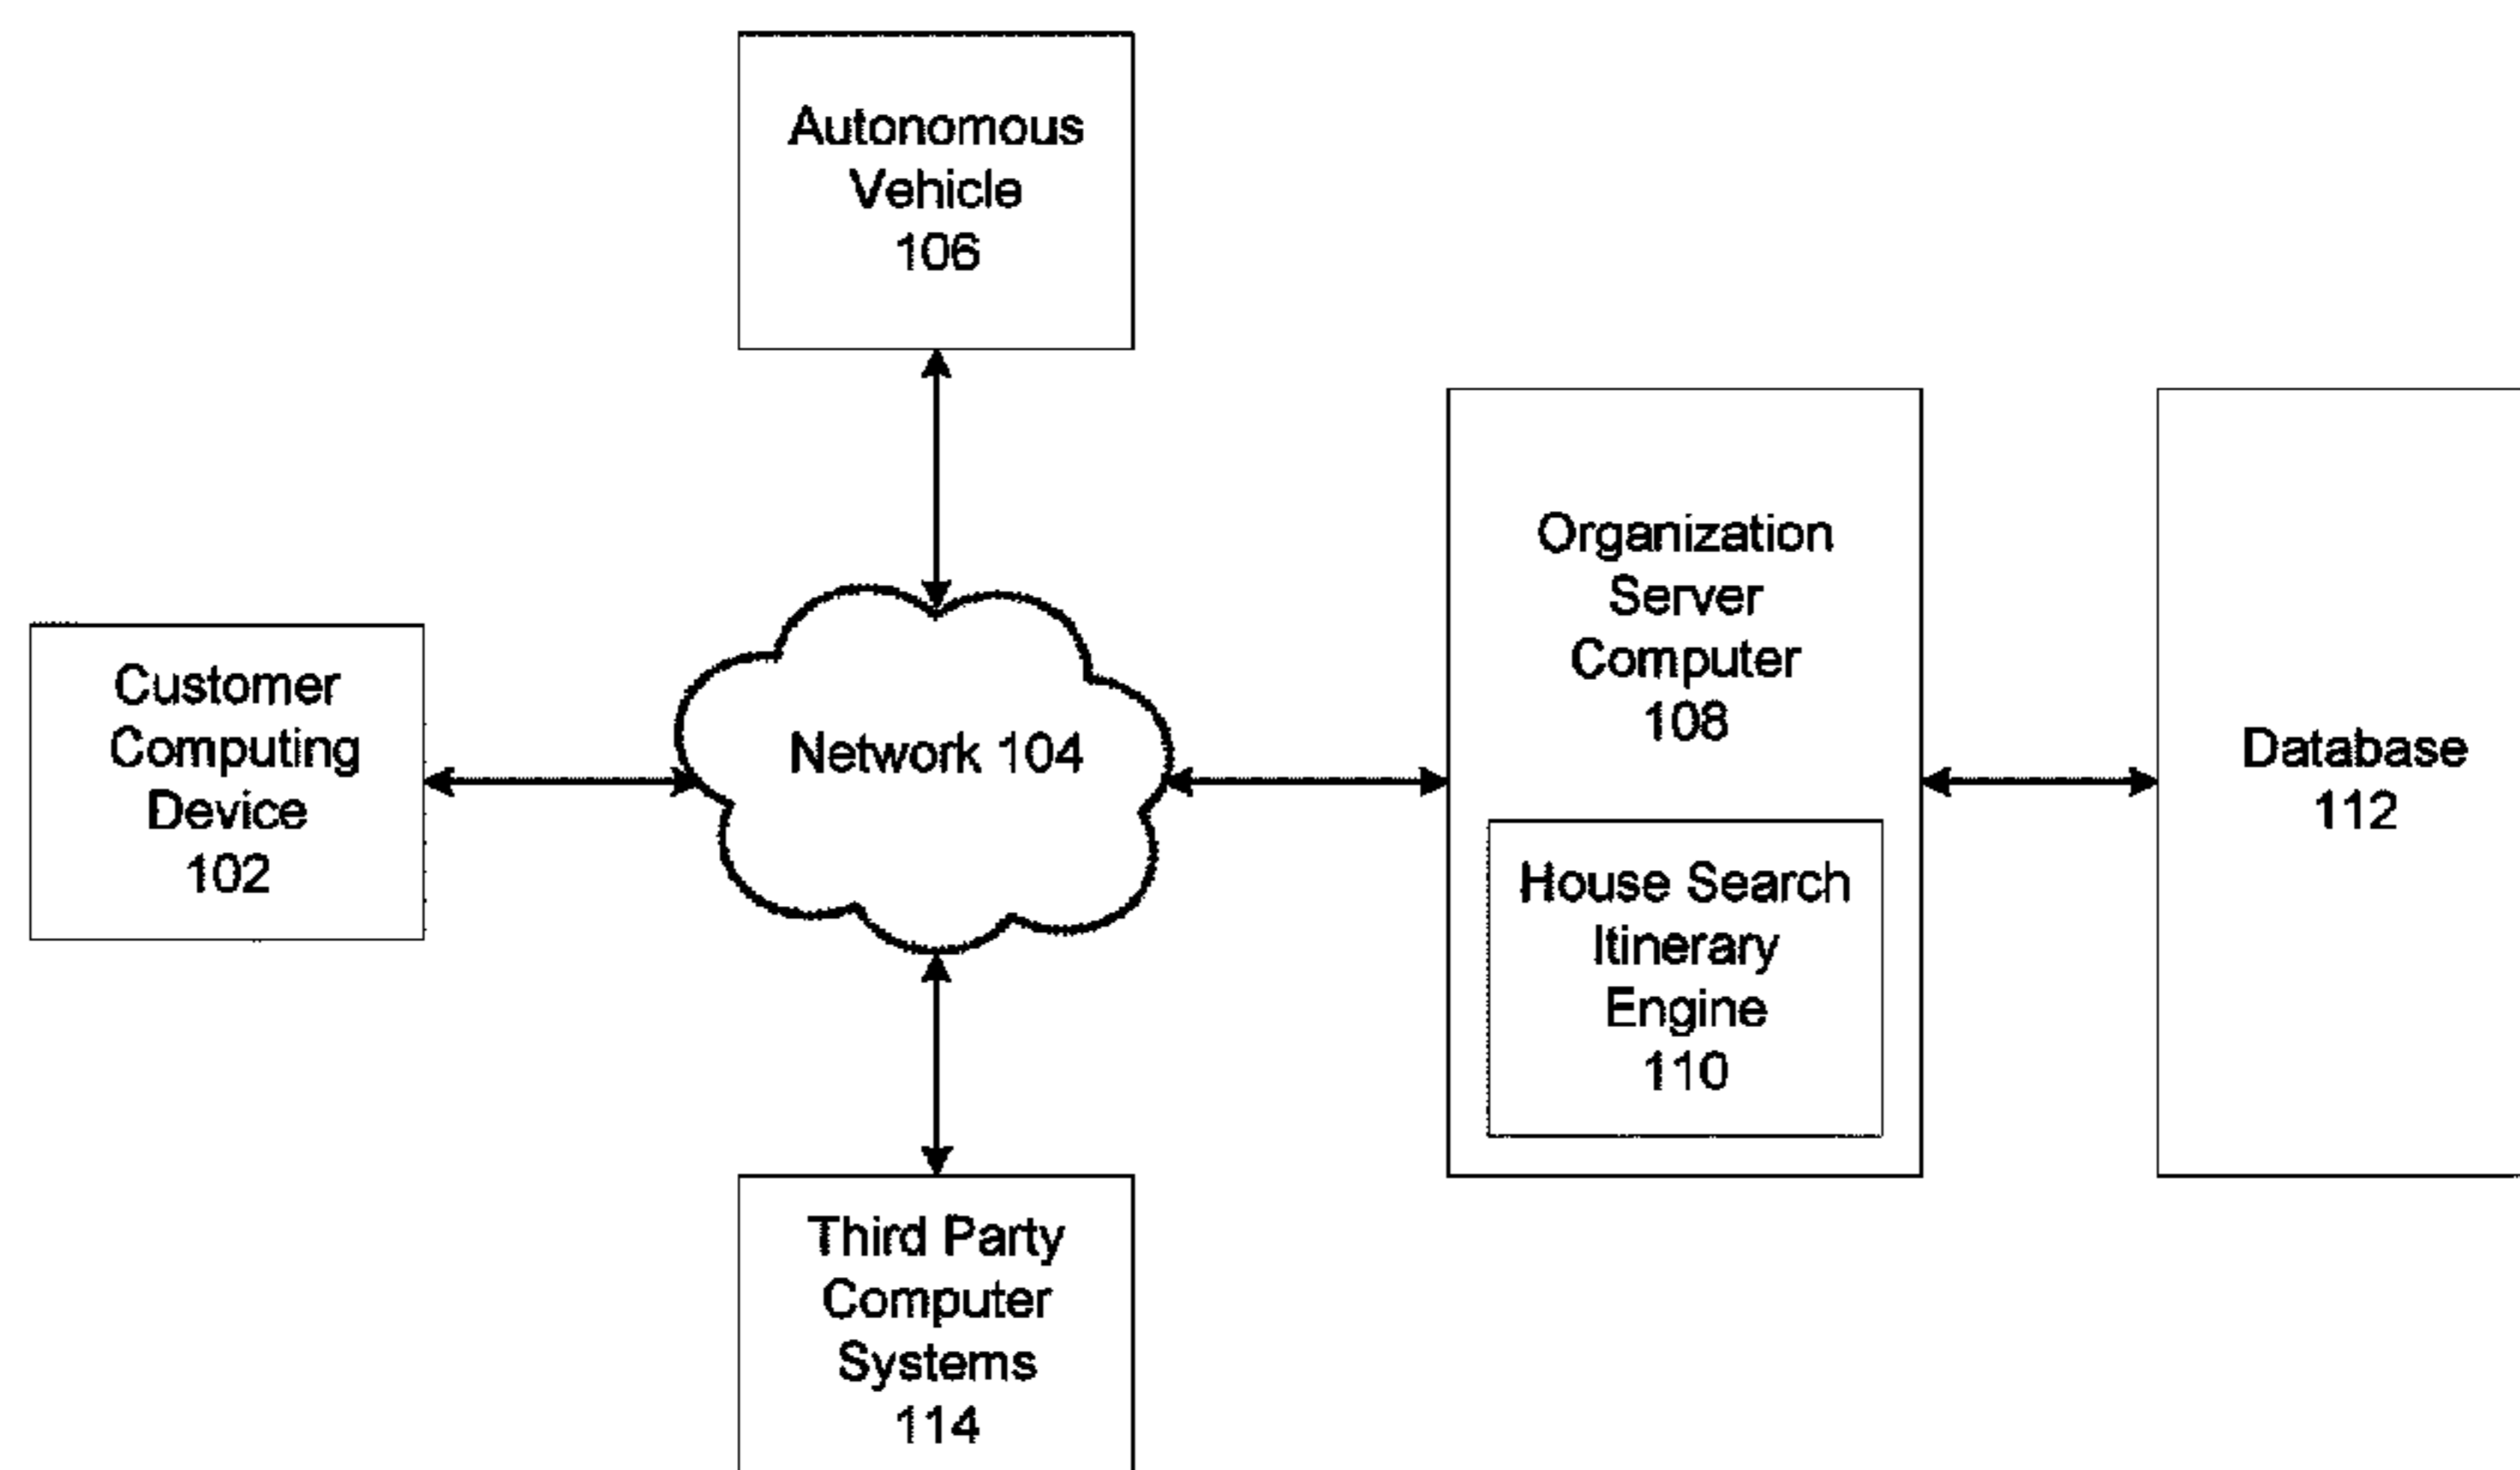 Autonomous
Vehicle
106
Customer
Computing
Device
102
Network 104
Organization
Server
Computer
108
House Search
Itinerary
Engine
110
Database
112
Third Party
Computer
Systems
114